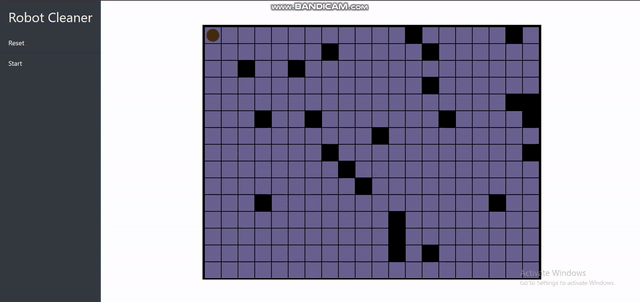 www.BANDICAM.com
Robot Cleaner
Reset
Start
Activate Windows
Go to Settings to activate Windows.